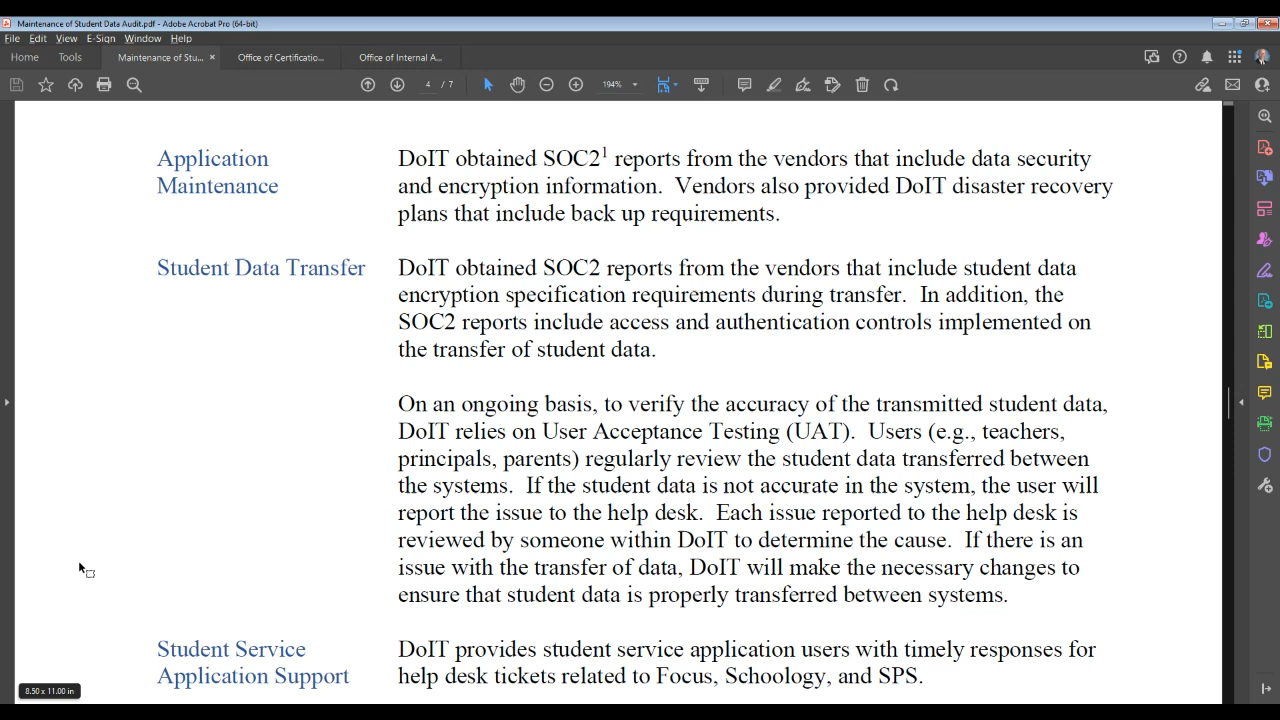 Maintenance of Student Data Audit.pdf - Adobe Acrobat Pro (64-bit)
File Edit View E-Sign Window Help
Home Tools Maintenance of Stu... × Office of Certificatio... Office of Internal A...
4 / 7 194%
Application
Maintenance
DoIT obtained SOC2¹ reports from the vendors that include data security
and encryption information. Vendors also provided DoIT disaster recovery
plans that include back up requirements.
Student Data Transfer
DoIT obtained SOC2 reports from the vendors that include student data
encryption specification requirements during transfer. In addition, the
SOC2 reports include access and authentication controls implemented on
the transfer of student data.
On an ongoing basis, to verify the accuracy of the transmitted student data,
DoIT relies on User Acceptance Testing (UAT). Users (e.g., teachers,
principals, parents) regularly review the student data transferred between
the systems. If the student data is not accurate in the system, the user will
report the issue to the help desk. Each issue reported to the help desk is
reviewed by someone within DoIT to determine the cause. If there is an
issue with the transfer of data, DoIT will make the necessary changes to
ensure that student data is properly transferred between systems.
Student Service
Application Support
DoIT provides student service application users with timely responses for
help desk tickets related to Focus, Schoology, and SPS.
8.50 x 11.00 in